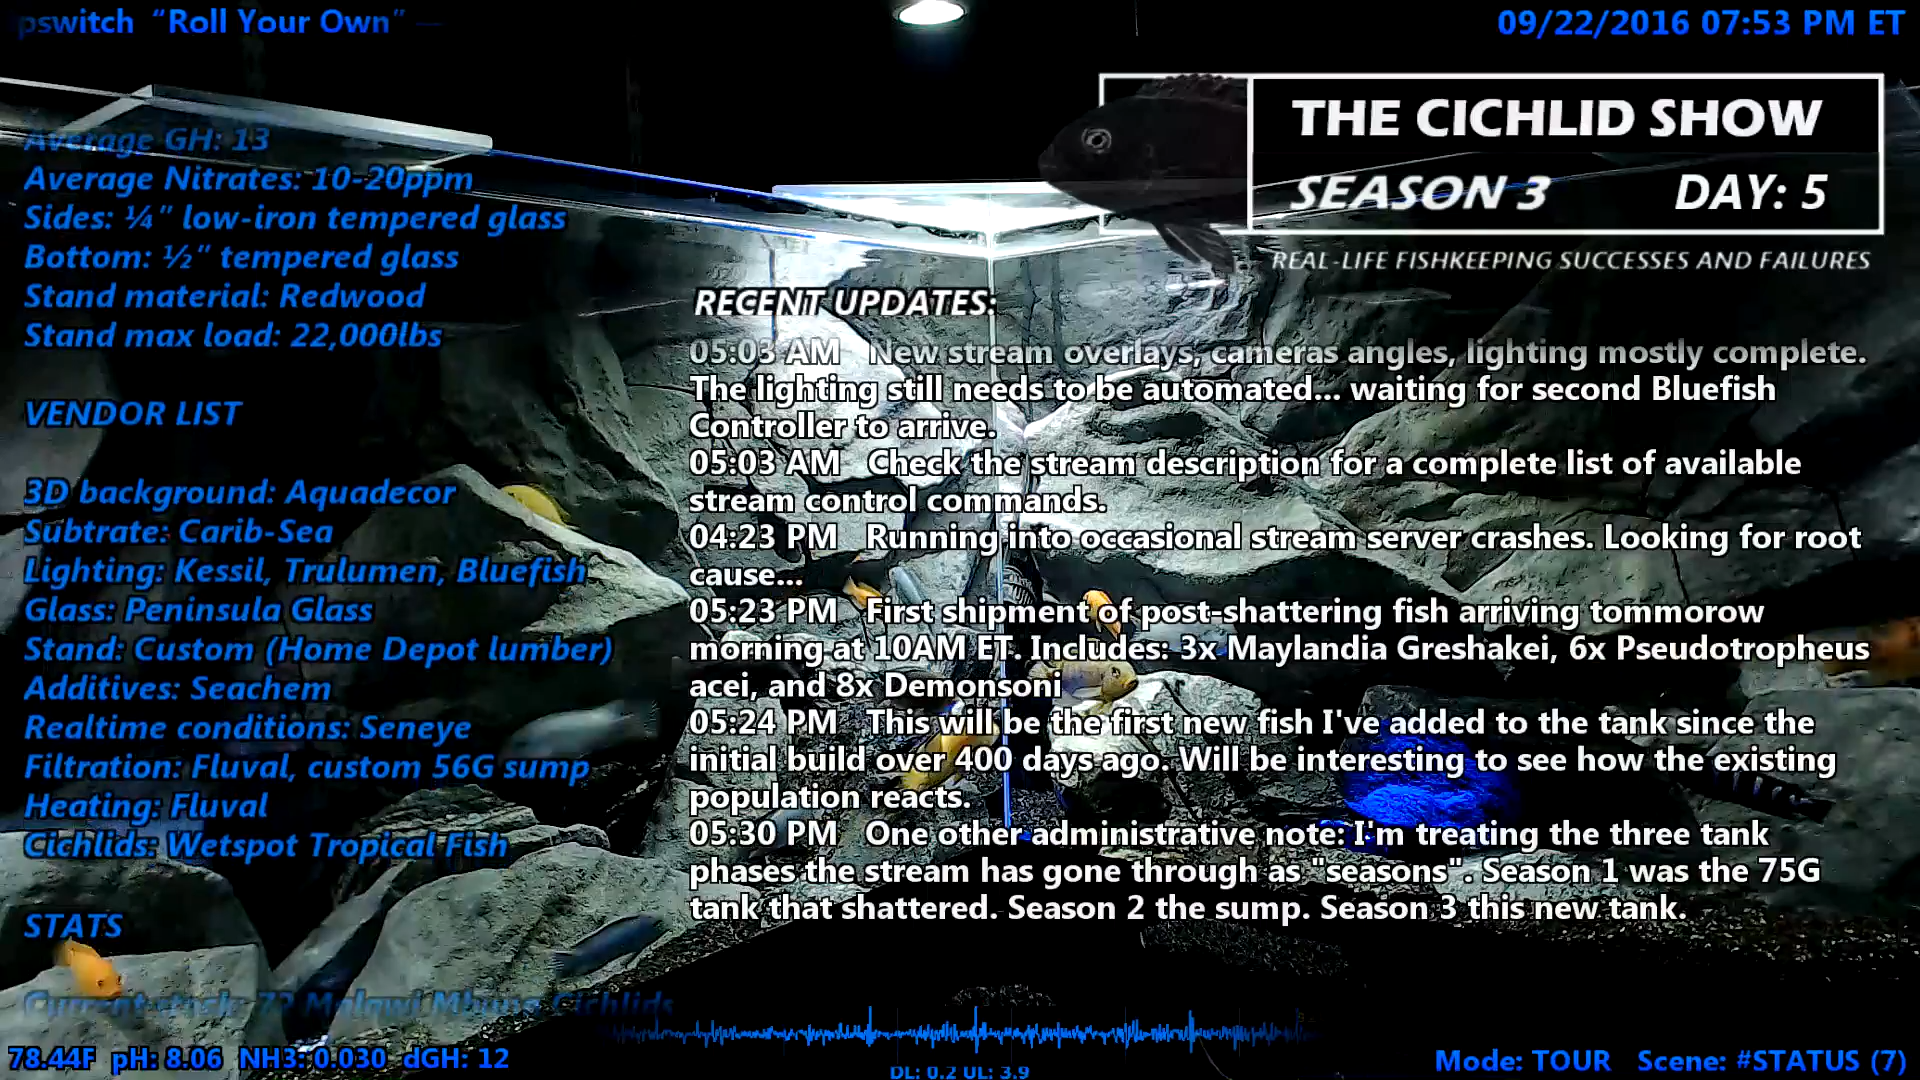 pswitch “Roll Your Own” —
09/22/2016 07:53 PM ET
THE CICHLID SHOW
SEASON 3 DAY: 5
REAL-LIFE FISHKEEPING SUCCESSES AND FAILURES
Average GH: 13
Average Nitrates: 10-20ppm
Sides: ¼” low-iron tempered glass
Bottom: ½” tempered glass
Stand material: Redwood
Stand max load: 22,000lbs
VENDOR LIST
3D background: Aquadecor
Subtrate: Carib-Sea
Lighting: Kessil, Trulumen, Bluefish
Glass: Peninsula Glass
Stand: Custom (Home Depot lumber)
Additives: Seachem
Realtime conditions: Seneye
Filtration: Fluval, custom 56G sump
Heating: Fluval
Cichlids: Wetspot Tropical Fish
STATS
Current stock: 72 Malawi Mbuna Cichlids
RECENT UPDATES:
05:03 AM New stream overlays, cameras angles, lighting mostly complete.
The lighting still needs to be automated... waiting for second Bluefish
Controller to arrive.
05:03 AM Check the stream description for a complete list of available
stream control commands.
04:23 PM Running into occasional stream server crashes. Looking for root
cause...
05:23 PM First shipment of post-shattering fish arriving tommorow
morning at 10AM ET. Includes: 3x Maylandia Greshakei, 6x Pseudotropheus
acei, and 8x Demonsoni
05:24 PM This will be the first new fish I've added to the tank since the
initial build over 400 days ago. Will be interesting to see how the existing
population reacts.
05:30 PM One other administrative note: I'm treating the three tank
phases the stream has gone through as "seasons". Season 1 was the 75G
tank that shattered. Season 2 the sump. Season 3 this new tank.
78.44F pH: 8.06 NH3: 0.030 dGH: 12
DL: 0.2 UL: 3.9
Mode: TOUR Scene: #STATUS (7)